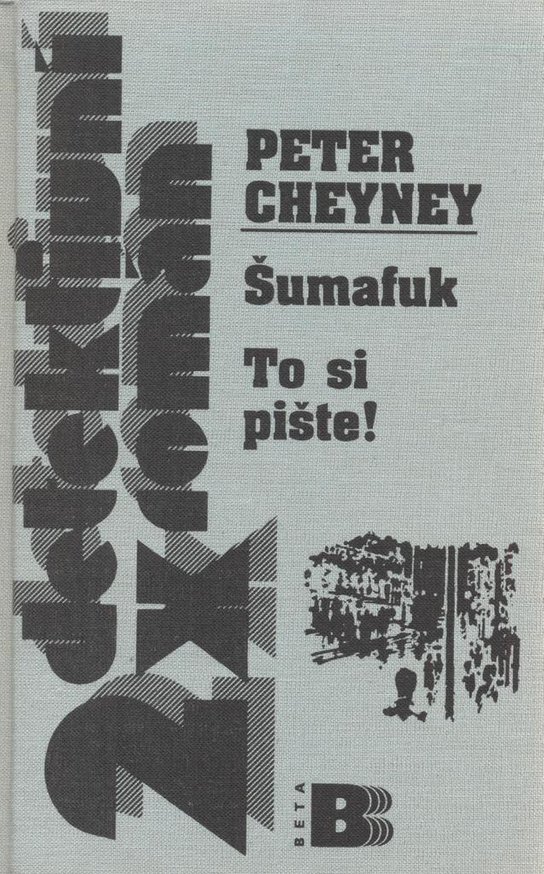 PETER
CHEYNEY
Šumafuk
To si
pište!
2x detektivní
román
BETA
B